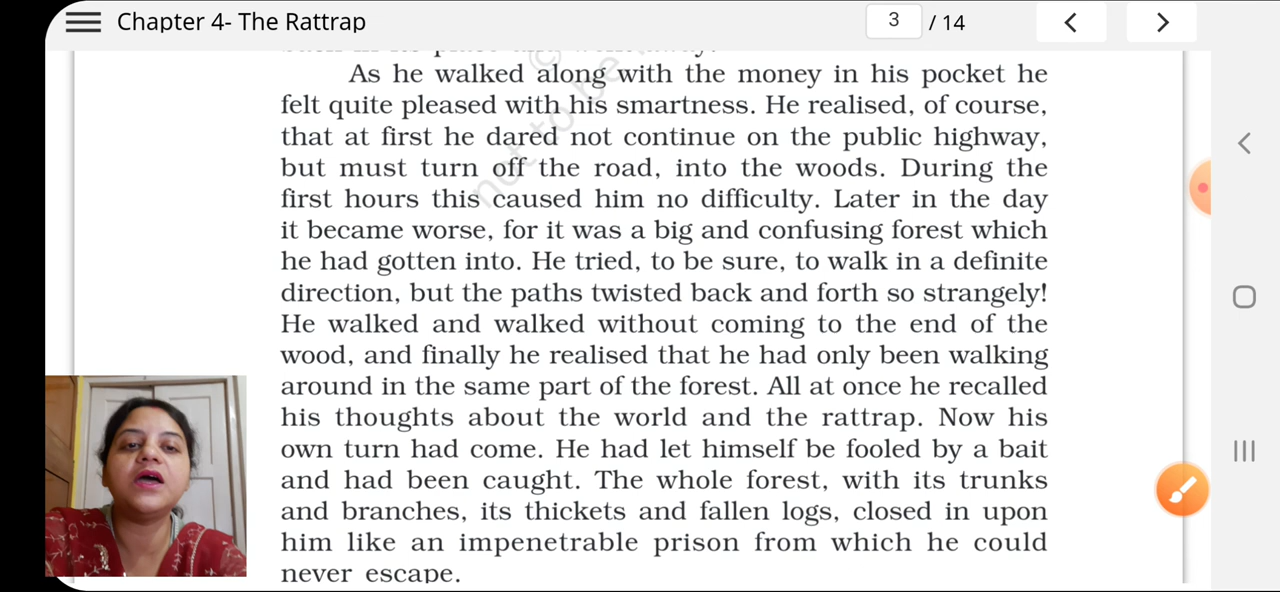 Chapter 4- The Rattrap
3 / 14
As he walked along with the money in his pocket he
felt quite pleased with his smartness. He realised, of course,
that at first he dared not continue on the public highway,
but must turn off the road, into the woods. During the
first hours this caused him no difficulty. Later in the day
it became worse, for it was a big and confusing forest which
he had gotten into. He tried, to be sure, to walk in a definite
direction, but the paths twisted back and forth so strangely!
He walked and walked without coming to the end of the
wood, and finally he realised that he had only been walking
around in the same part of the forest. All at once he recalled
his thoughts about the world and the rattrap. Now his
own turn had come. He had let himself be fooled by a bait
and had been caught. The whole forest, with its trunks
and branches, its thickets and fallen logs, closed in upon
him like an impenetrable prison from which he could
never escape.
© not to be